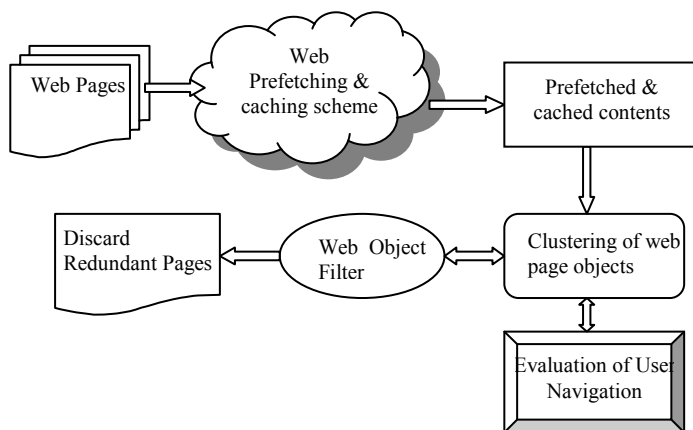 Web Pages
Web
Prefetching &
caching scheme
Prefetched &
cached contents
Discard
Redundant Pages
Web Object
Filter
Clustering of web
page objects
Evaluation of User
Navigation